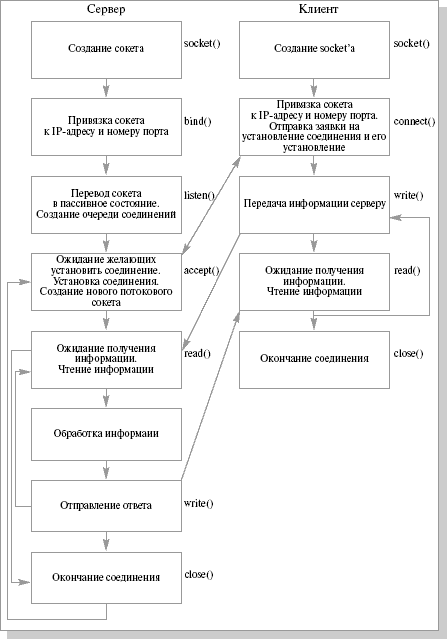 Сервер
Создание сокета
socket()
Привязка сокета
к IP-адресу и номеру порта
bind()
Перевод сокета
в пассивное состояние.
Создание очереди соединений
listen()
Ожидание желающих
установить соединение.
Установка соединения.
Создание нового потокового
сокета
accept()
Ожидание получения
информации.
Чтение информации
read()
Обработка информаии
Отправление ответа
write()
Окончание соединения
close()
Клиент
Создание socket'а
socket()
Привязка сокета
к IP-адресу и номеру порта.
Отправка заявки на
установление соединения и его
установление
connect()
Передача информации серверу
write()
Ожидание получения
информации.
Чтение информации
read()
Окончание соединения
close()